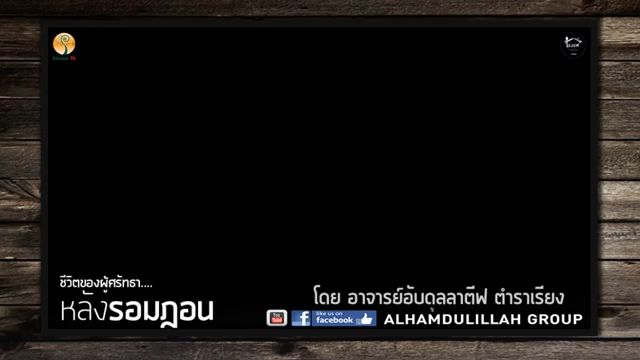 ชีวิตของผู้ศรัทธา....
หลังรอมฎอน
โดย อาจารย์อับดุลลาตีฟ ตำราเรียง
You Tube
like us on
facebook
ALHAMDULILLAH GROUP